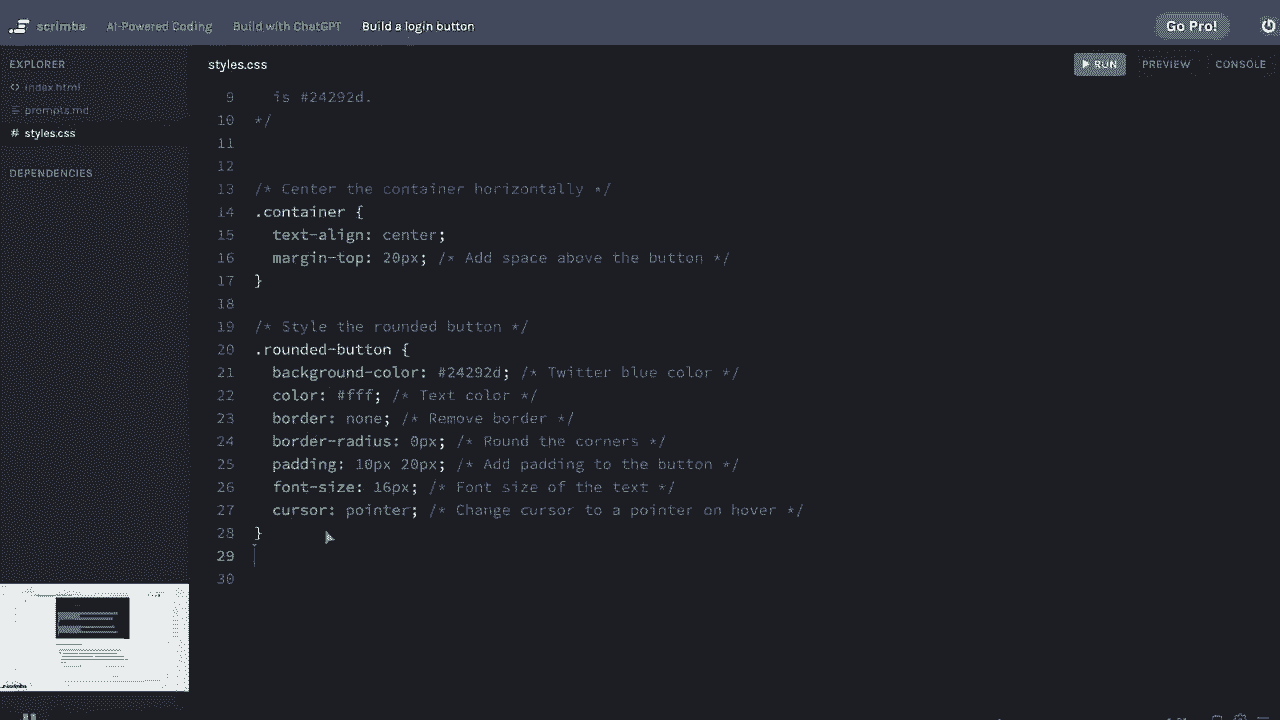 scrimba AI-Powered Coding Build with ChatGPT Build a login button Go Pro!
EXPLORER
index.html
prompts.md
# styles.css
DEPENDENCIES
styles.css
RUN PREVIEW CONSOLE
9 is #24292d.
10 */
11
12
13 /* Center the container horizontally */
14 .container {
15 text-align: center;
16 margin-top: 20px; /* Add space above the button */
17 }
18
19 /* Style the rounded button */
20 .rounded-button {
21 background-color: #24292d; /* Twitter blue color */
22 color: #fff; /* Text color */
23 border: none; /* Remove border */
24 border-radius: 0px; /* Round the corners */
25 padding: 10px 20px; /* Add padding to the button */
26 font-size: 16px; /* Font size of the text */
27 cursor: pointer; /* Change cursor to a pointer on hover */
28 }
29
30